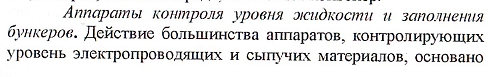 Аппараты контроля уровня жидкости и заполнения
бункеров. Действие большинства аппаратов, контролирующих
уровень электропроводящих и сыпучих материалов, основано